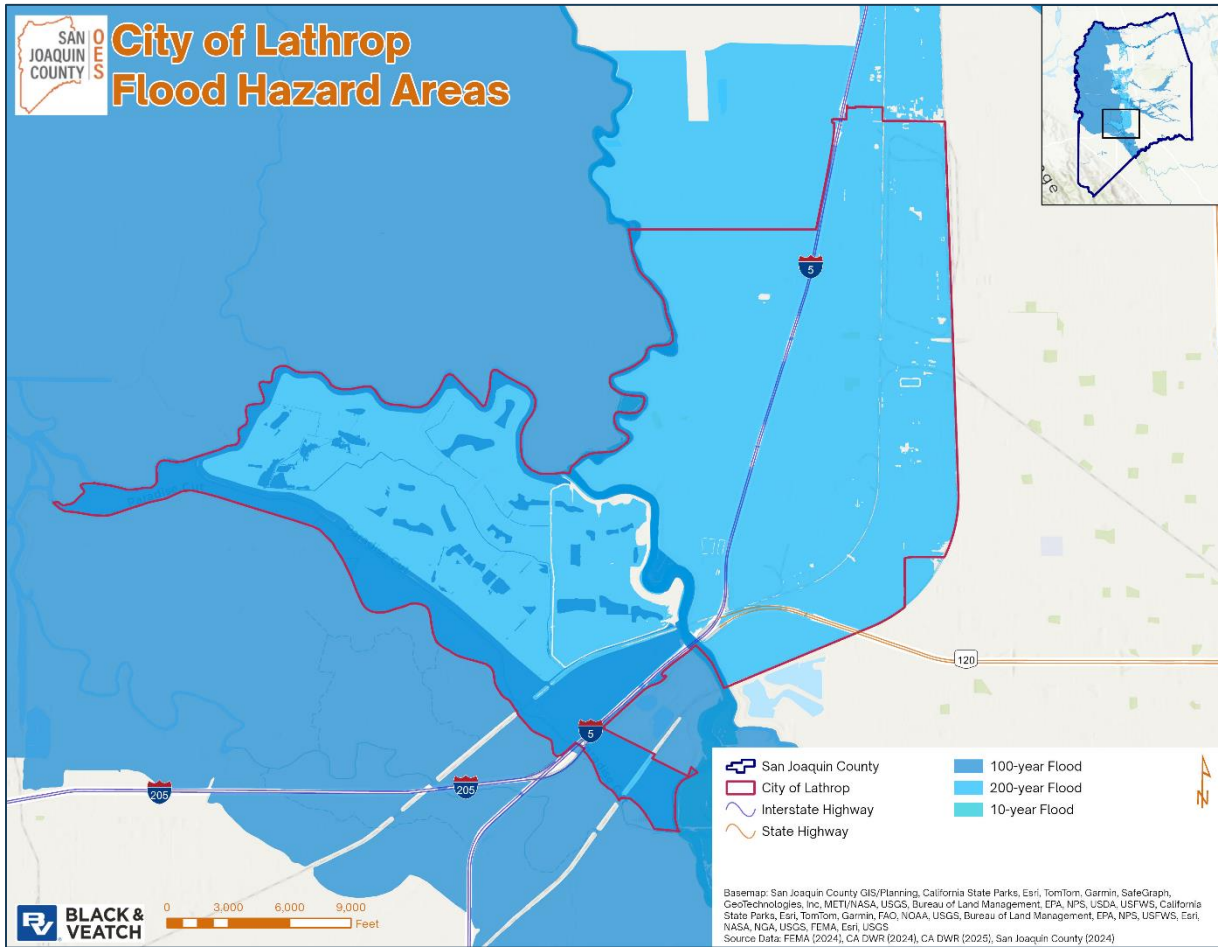 SAN
JOAQUIN
COUNTY
OES
City of Lathrop
Flood Hazard Areas
5
5
205
205
120
San Joaquin County
City of Lathrop
Interstate Highway
State Highway
100-year Flood
200-year Flood
10-year Flood
N
BV
BLACK &
VEATCH
0 3,000 6,000 9,000
Feet
Basemap: San Joaquin County GIS/Planning, California State Parks, Esri, TomTom, Garmin, SafeGraph,
GeoTechnologies, Inc, METI/NASA, USGS, Bureau of Land Management, EPA, NPS, USDA, USFWS, California
State Parks, Esri, TomTom, Garmin, FAO, NOAA, USGS, Bureau of Land Management, EPA, NPS, USFWS, Esri,
NASA, NGA, USGS, FEMA, Esri, USGS
Source Data: FEMA (2024), CA DWR (2024), CA DWR (2025), San Joaquin County (2024)